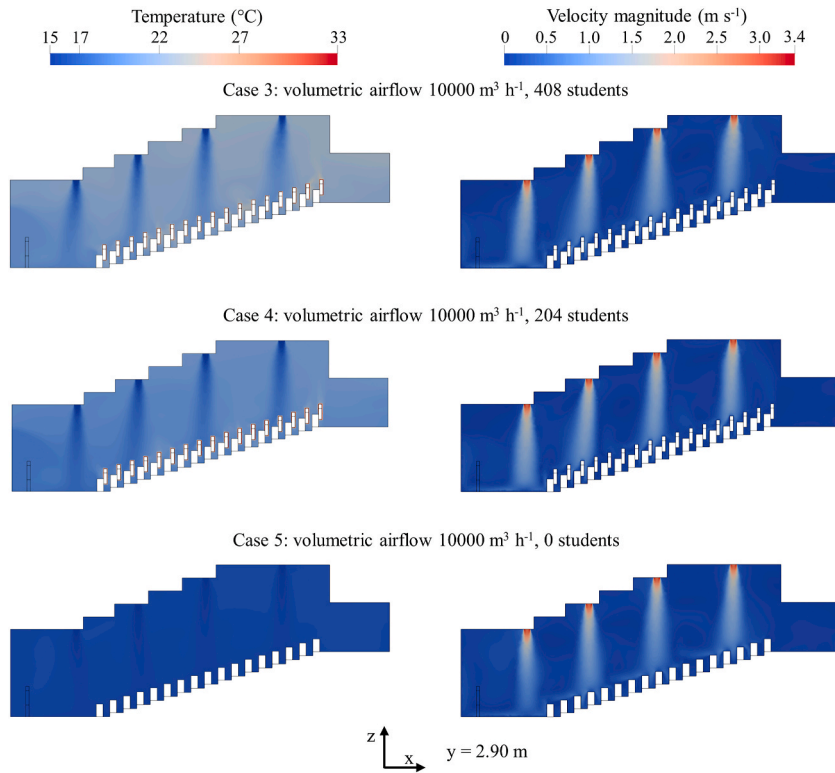 Temperature (°C)
15 17 22 27 33
Velocity magnitude (m s⁻¹)
0 0.5 1.0 1.5 2.0 2.5 3.0 3.4
Case 3: volumetric airflow 10000 m³ h⁻¹, 408 students
Case 4: volumetric airflow 10000 m³ h⁻¹, 204 students
Case 5: volumetric airflow 10000 m³ h⁻¹, 0 students
z
x
y = 2.90 m